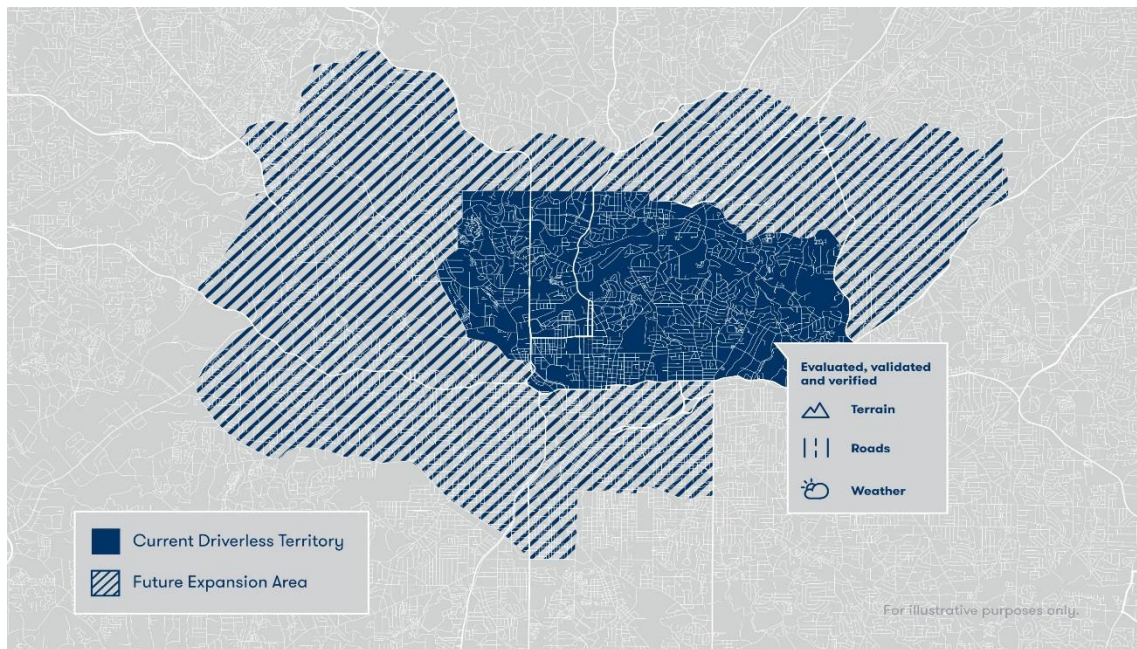 Evaluated, validated
and verified
Terrain
Roads
Weather
Current Driverless Territory
Future Expansion Area
For illustrative purposes only.